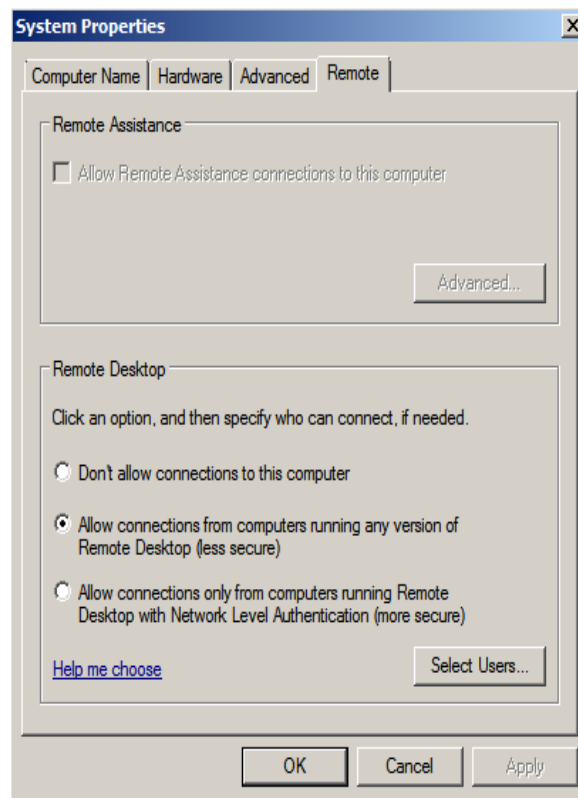 System Properties
Computer Name
Hardware
Advanced
Remote
Remote Assistance
Allow Remote Assistance connections to this computer
Advanced...
Remote Desktop
Click an option, and then specify who can connect, if needed.
Don't allow connections to this computer
Allow connections from computers running any version of
Remote Desktop (less secure)
Allow connections only from computers running Remote
Desktop with Network Level Authentication (more secure)
Help me choose
Select Users...
OK
Cancel
Apply